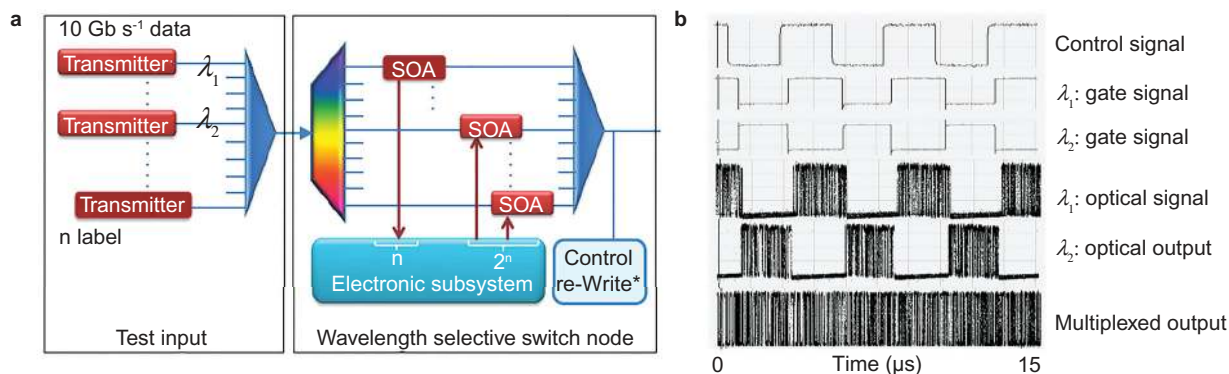 a
10 Gb s⁻¹ data
Transmitter
λ₁
Transmitter
λ₂
Transmitter
n label
Test input
SOA
SOA
SOA
n
2ⁿ
Electronic subsystem
Control
re-Write*
Wavelength selective switch node
b
Control signal
λ₁: gate signal
λ₂: gate signal
λ₁: optical signal
λ₂: optical output
Multiplexed output
0
Time (µs)
15